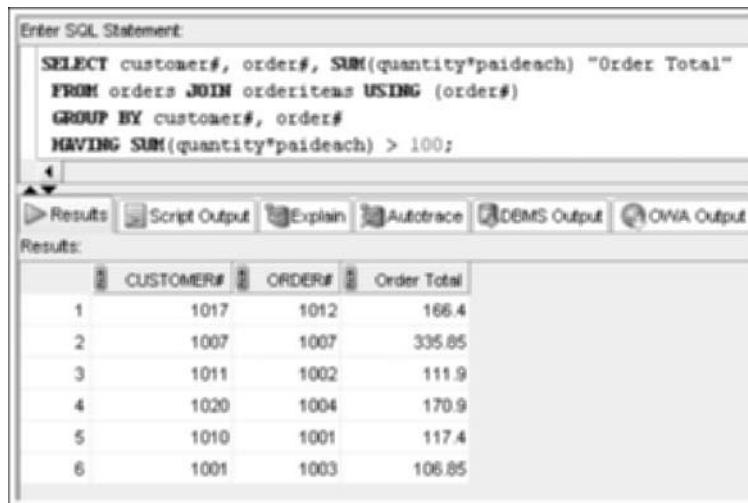 Enter SQL Statement:
SELECT customer#, order#, SUM(quantity*paideach) "Order Total"
FROM orders JOIN orderitems USING (order#)
GROUP BY customer#, order#
HAVING SUM(quantity*paideach) > 100;
Results Script Output Explain Autotrace DBMS Output OWA Output
Results:
CUSTOMER# ORDER# Order Total
1 1017 1012 166.4
2 1007 1007 335.85
3 1011 1002 111.9
4 1020 1004 170.9
5 1010 1001 117.4
6 1001 1003 106.85